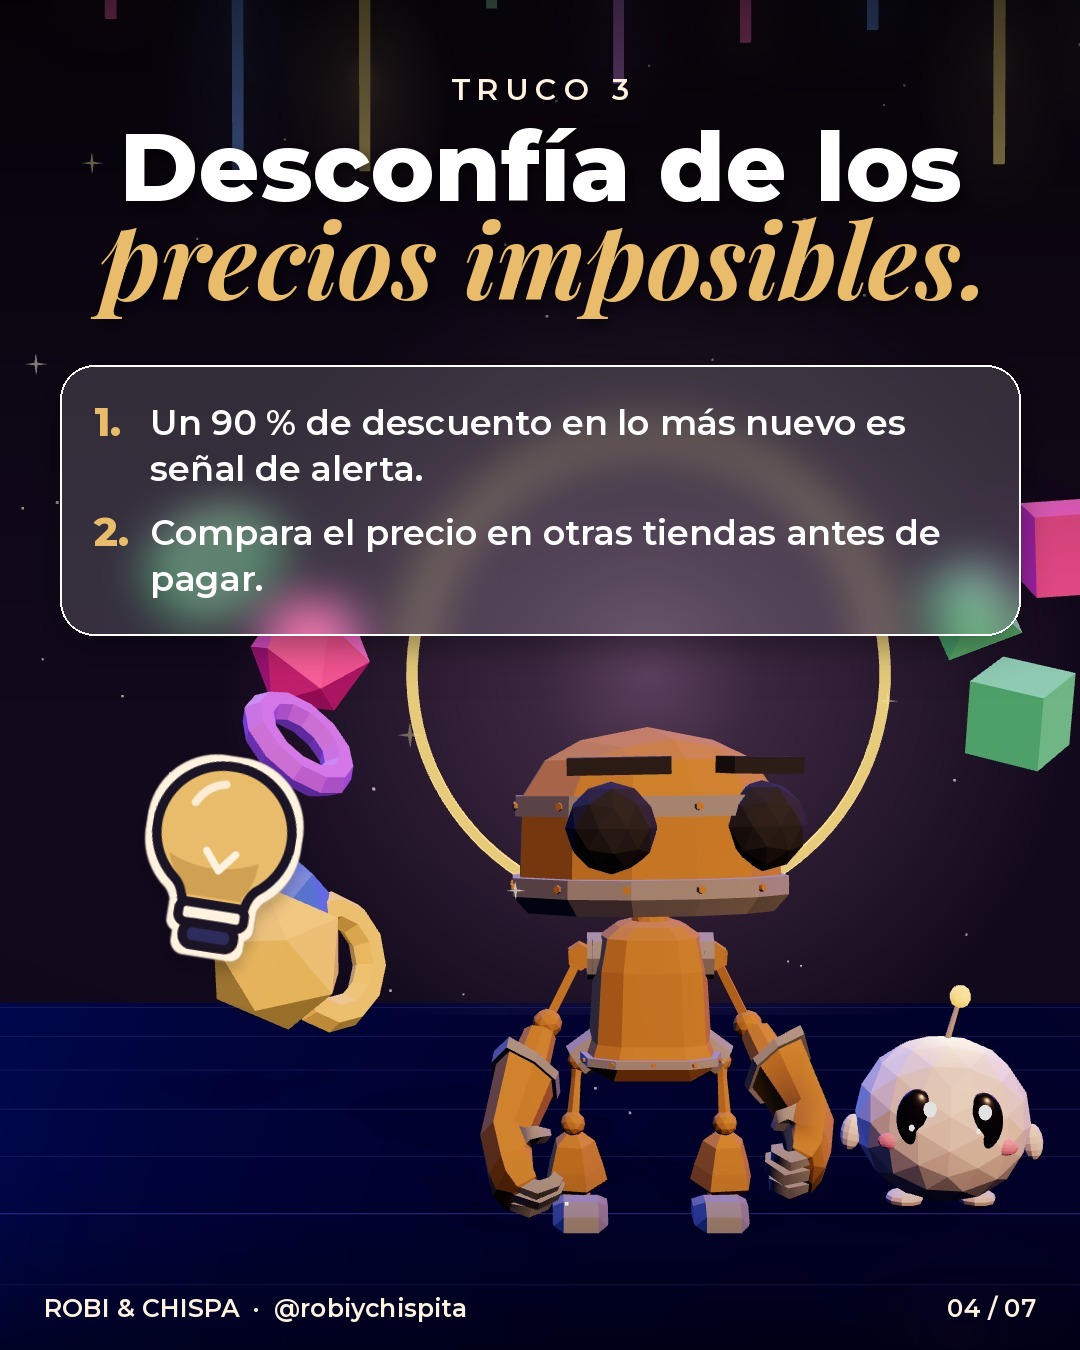 TRUCO 3
Desconfía de los
precios imposibles.
1. Un 90 % de descuento en lo más nuevo es
señal de alerta.
2. Compara el precio en otras tiendas antes de
pagar.
ROBI & CHISPA · @robiychispita
04 / 07